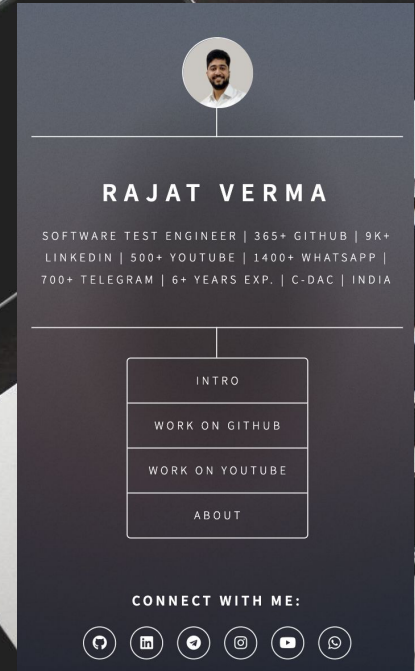 RAJAT VERMA
SOFTWARE TEST ENGINEER | 365+ GITHUB | 9K+
LINKEDIN | 500+ YOUTUBE | 1400+ WHATSAPP |
700+ TELEGRAM | 6+ YEARS EXP. | C-DAC | INDIA
INTRO
WORK ON GITHUB
WORK ON YOUTUBE
ABOUT
CONNECT WITH ME: